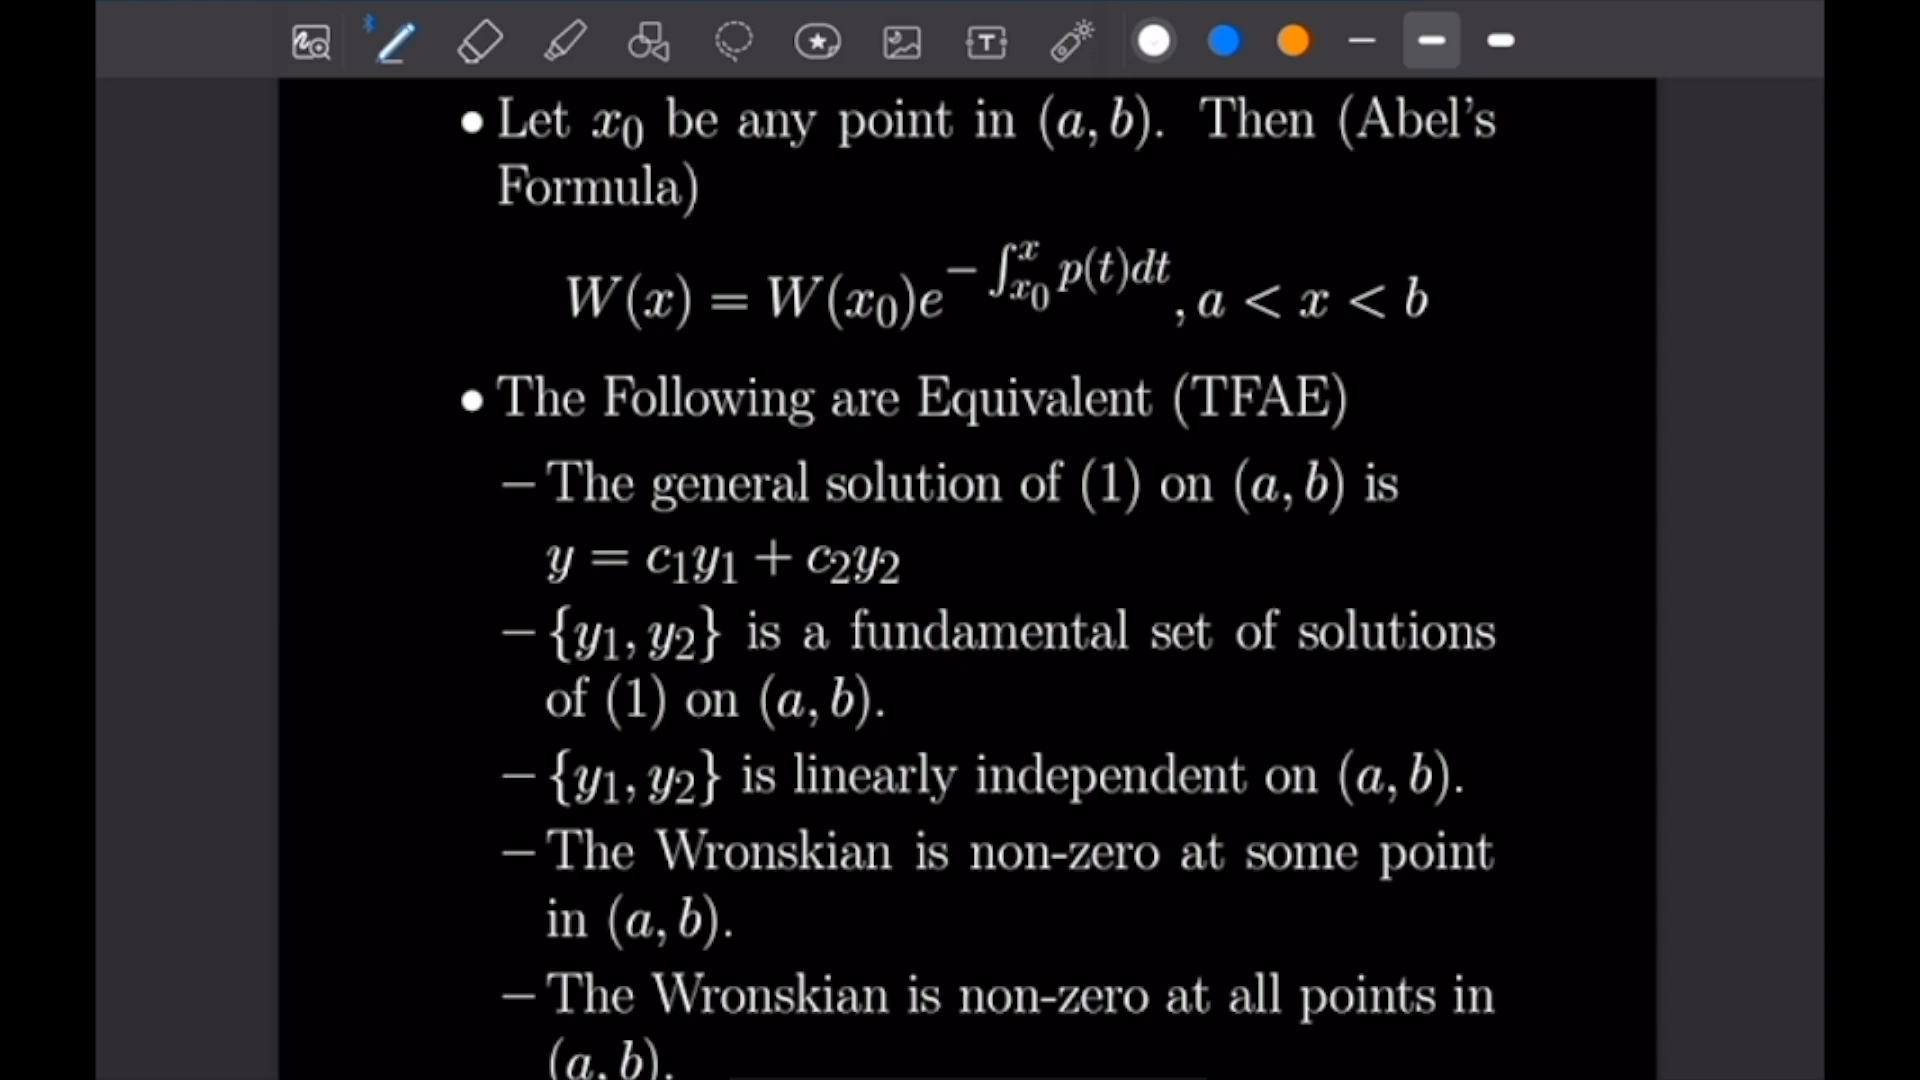 • Let x₀ be any point in (a, b). Then (Abel's
Formula)
W(x) = W(x₀)e^{−∫_{x₀}^{x} p(t)dt}, a < x < b
• The Following are Equivalent (TFAE)
– The general solution of (1) on (a, b) is
y = c₁y₁ + c₂y₂
– {y₁, y₂} is a fundamental set of solutions
of (1) on (a, b).
– {y₁, y₂} is linearly independent on (a, b).
– The Wronskian is non-zero at some point
in (a, b).
– The Wronskian is non-zero at all points in
(a, b).